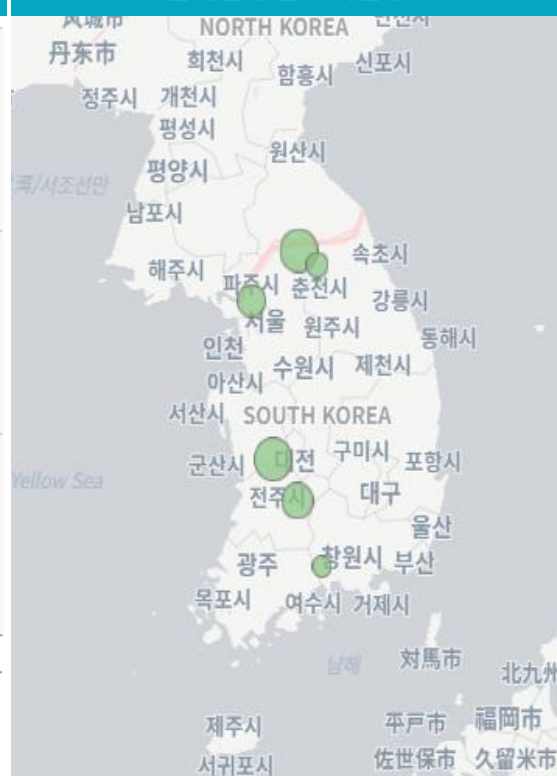 凤城市
NORTH KOREA
丹东市
희천시
함흥시
신포시
정주시
개천시
평성시
원산시
평양시
남포시
해주시
속초시
파주시
춘천시
강릉시
서울
원주시
동해시
인천
수원시
제천시
아산시
서산시
SOUTH KOREA
군산시
대전
구미시
포항시
Yellow Sea
전주시
대구
울산
광주
창원시
부산
목포시
여수시
거제시
남해
対馬市
제주시
平戸市
福岡市
서귀포시
佐世保市
久留米市